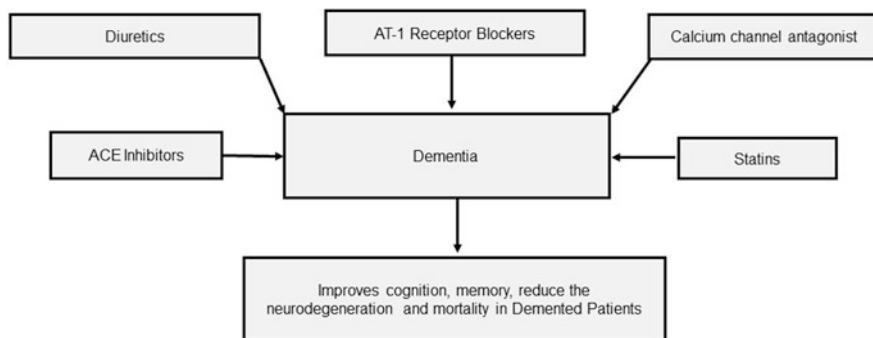 Diuretics
AT-1 Receptor Blockers
Calcium channel antagonist
ACE Inhibitors
Dementia
Statins
Improves cognition, memory, reduce the
neurodegeneration and mortality in Demented Patients